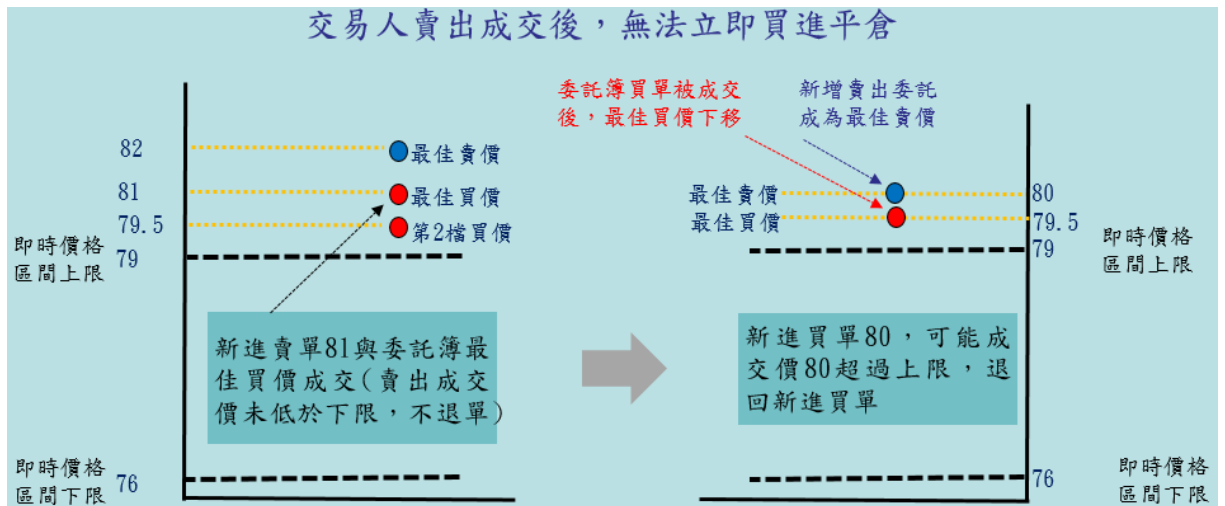 交易人賣出成交後，無法立即買進平倉
82
最佳賣價
81
最佳買價
79.5
第2檔買價
即時價格
區間上限
79
新進賣單81與委託簿最
佳買價成交(賣出成交
價未低於下限，不退單)
即時價格
區間下限
76
委託簿買單被成交
後，最佳買價下移
新增賣出委託
成為最佳賣價
最佳賣價
80
最佳買價
79.5
79
即時價格
區間上限
新進買單80，可能成
交價80超過上限，退
回新進買單
76
即時價格
區間下限